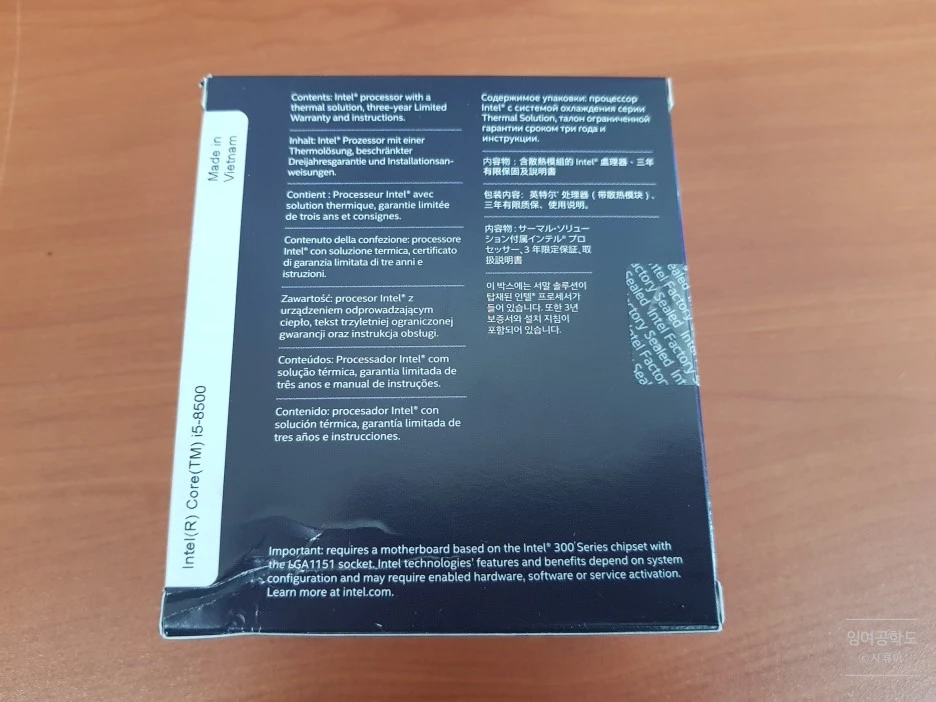 Made in
Vietnam
Intel(R) Core(TM) i5-8500
Contents: Intel® processor with a
thermal solution, three-year Limited
Warranty and instructions.
Inhalt: Intel® Prozessor mit einer
Thermolösung, beschränkter
Dreijahresgarantie und Installationsan-
weisungen.
Contient : Processeur Intel® avec
solution thermique, garantie limitée
de trois ans et consignes.
Contenuto della confezione: processore
Intel® con soluzione termica, certificato
di garanzia limitata di tre anni e
istruzioni.
Zawartość: procesor Intel® z
urządzeniem odprowadzającym
ciepło, tekst trzyletniej ograniczonej
gwarancji oraz instrukcja obsługi.
Conteúdos: Processador Intel® com
solução térmica, garantia limitada de
três anos e manual de instruções.
Contenido: procesador Intel® con
solución térmica, garantía limitada de
tres años e instrucciones.
Содержимое упаковки: процессор
Intel® с системой охлаждения серии
Thermal Solution, талон ограниченной
гарантии сроком три года и
инструкции.
內容物：含散熱模組的 Intel® 處理器、三年
有限保固及說明書
包装内容：英特尔® 处理器（带散热模块）、
三年有限质保、使用说明。
内容物：サーマル・ソリュー
ション付属インテル® プロ
セッサー、3 年限定保証、取
扱説明書
이 박스에는 서말 솔루션이
탑재된 인텔® 프로세서가
들어 있습니다. 또한 3년
보증서와 설치 지침이
포함되어 있습니다.
Intel Factory
Sealed Intel
Factory Sealed
Important: requires a motherboard based on the Intel® 300 Series chipset with
the LGA1151 socket. Intel technologies' features and benefits depend on system
configuration and may require enabled hardware, software or service activation.
Learn more at intel.com.
잉여공학도